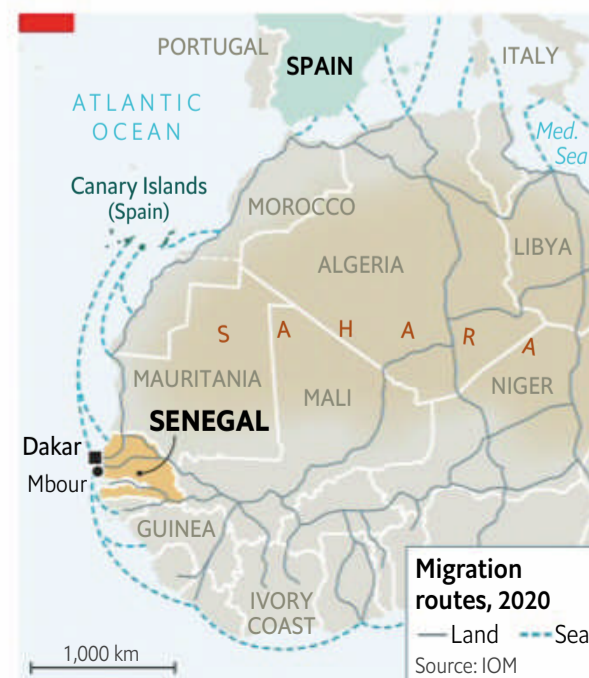 PORTUGAL
SPAIN
ITALY
ATLANTIC
OCEAN
Med.
Sea
Canary Islands
(Spain)
MOROCCO
ALGERIA
LIBYA
SAHARA
MAURITANIA
MALI
NIGER
SENEGAL
Dakar
Mbour
GUINEA
IVORY
COAST
Migration
routes, 2020
Land Sea
Source: IOM
1,000 km